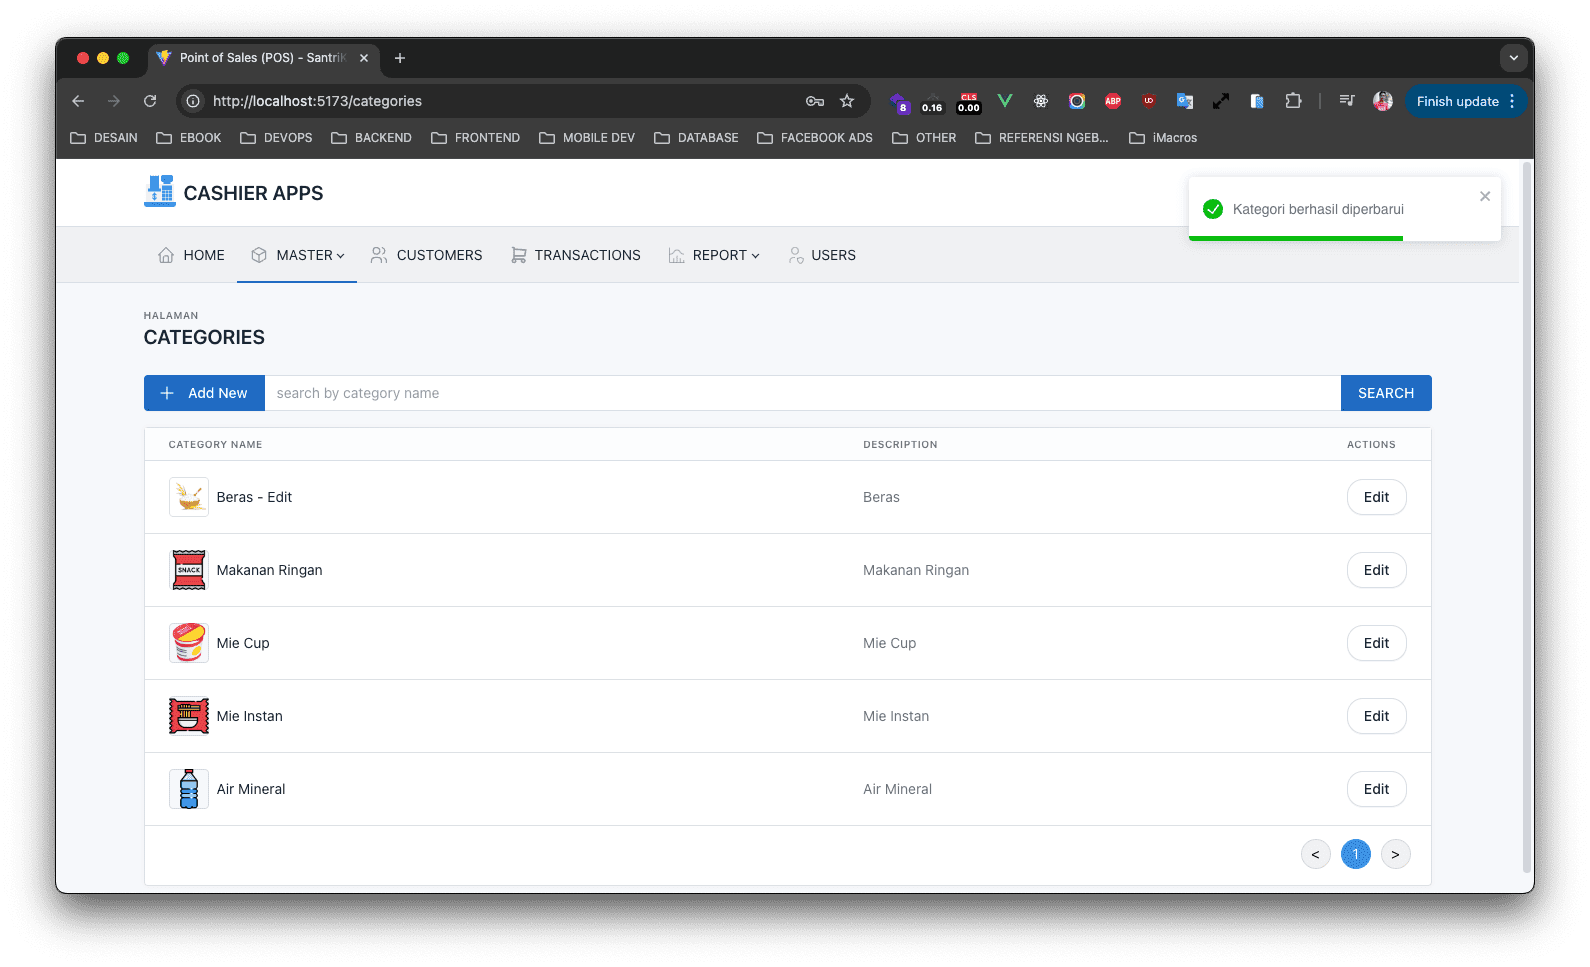 Point of Sales (POS) - SantriK
http://localhost:5173/categories
8
0.16
CLS
0.00
ABP
Finish update
DESAIN
EBOOK
DEVOPS
BACKEND
FRONTEND
MOBILE DEV
DATABASE
FACEBOOK ADS
OTHER
REFERENSI NGEB...
iMacros
CASHIER APPS
Kategori berhasil diperbarui
HOME
MASTER
CUSTOMERS
TRANSACTIONS
REPORT
USERS
HALAMAN
CATEGORIES
Add New
search by category name
SEARCH
CATEGORY NAME
DESCRIPTION
ACTIONS
Beras - Edit
Beras
Edit
SNACK
Makanan Ringan
Makanan Ringan
Edit
Mie Cup
Mie Cup
Edit
Mie Instan
Mie Instan
Edit
Air Mineral
Air Mineral
Edit
<
1
>